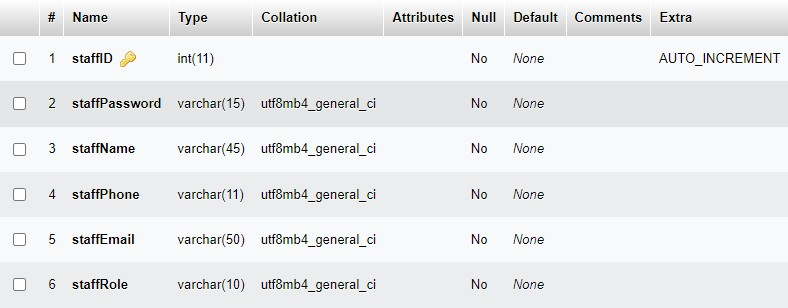 # Name Type Collation Attributes Null Default Comments Extra
1 staffID int(11) No None AUTO_INCREMENT
2 staffPassword varchar(15) utf8mb4_general_ci No None
3 staffName varchar(45) utf8mb4_general_ci No None
4 staffPhone varchar(11) utf8mb4_general_ci No None
5 staffEmail varchar(50) utf8mb4_general_ci No None
6 staffRole varchar(10) utf8mb4_general_ci No None